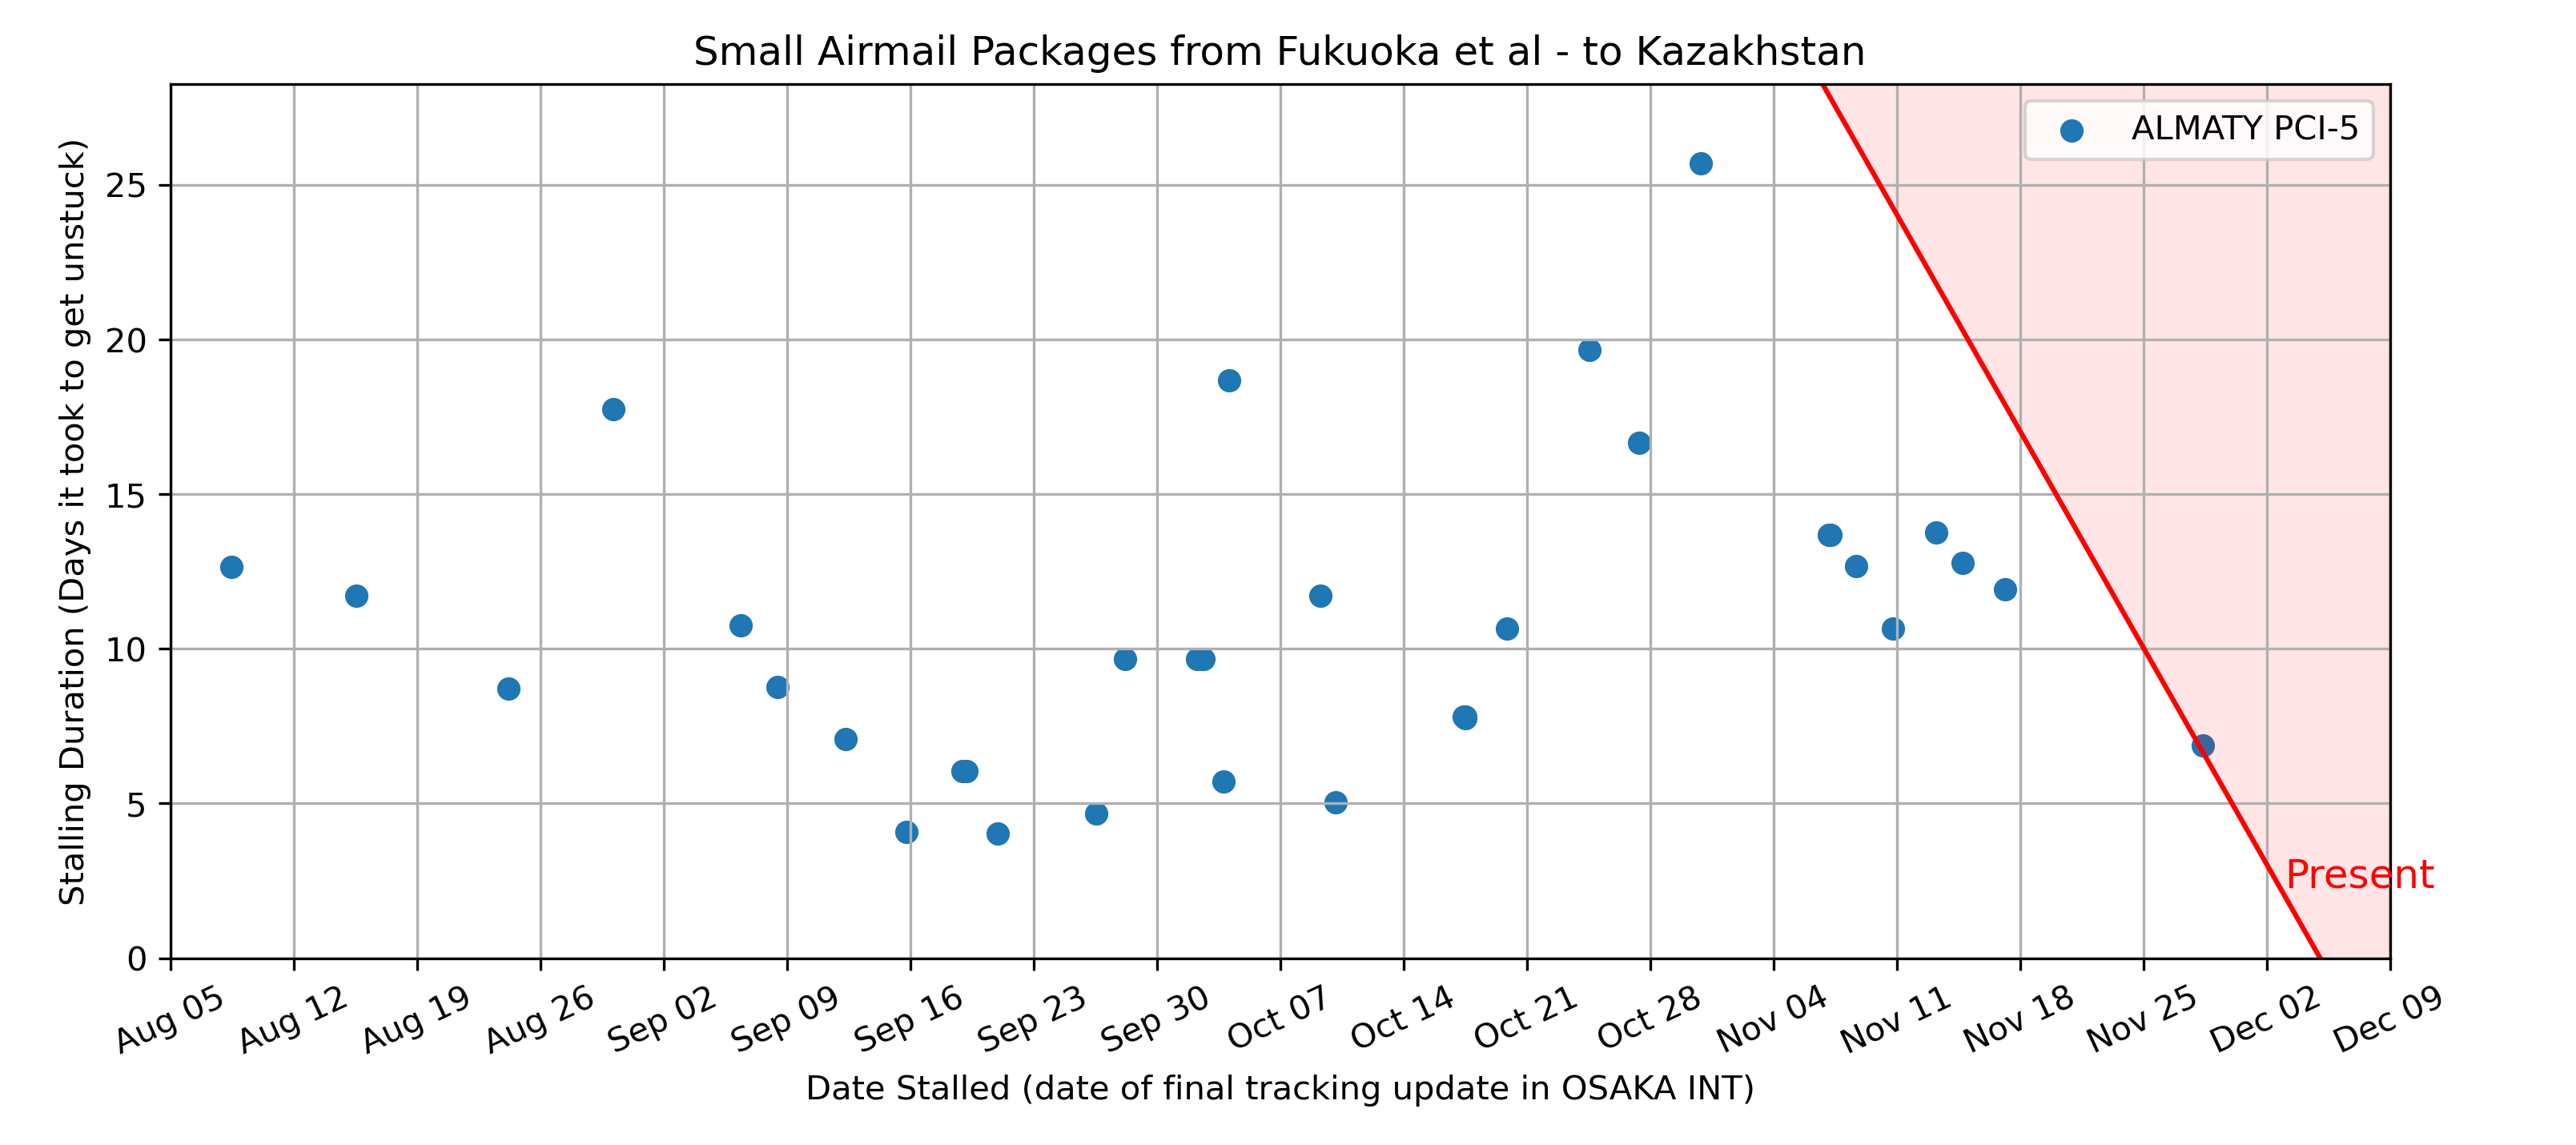 Small Airmail Packages from Fukuoka et al - to Kazakhstan
ALMATY PCI-5
Stalling Duration (Days it took to get unstuck)
25
20
15
10
5
0
Present
Aug 05
Aug 12
Aug 19
Aug 26
Sep 02
Sep 09
Sep 16
Sep 23
Sep 30
Oct 07
Oct 14
Oct 21
Oct 28
Nov 04
Nov 11
Nov 18
Nov 25
Dec 02
Dec 09
Date Stalled (date of final tracking update in OSAKA INT)